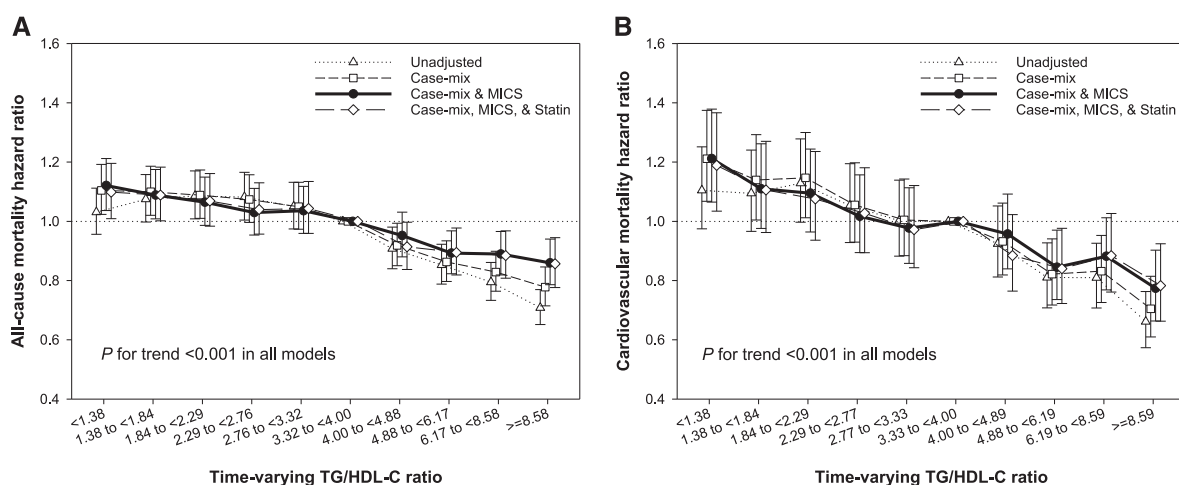 A
All-cause mortality hazard ratio
1.6
1.4
1.2
1.0
0.8
0.6
0.4
Unadjusted
Case-mix
Case-mix & MICS
Case-mix, MICS, & Statin
P for trend <0.001 in all models
<1.38
1.38 to <1.84
1.84 to <2.29
2.29 to <2.76
2.76 to <3.32
3.32 to <4.00
4.00 to <4.88
4.88 to <6.17
6.17 to <8.58
>=8.58
Time-varying TG/HDL-C ratio
B
Cardiovascular mortality hazard ratio
1.6
1.4
1.2
1.0
0.8
0.6
0.4
Unadjusted
Case-mix
Case-mix & MICS
Case-mix, MICS, & Statin
P for trend <0.001 in all models
<1.38
1.38 to <1.84
1.84 to <2.29
2.29 to <2.77
2.77 to <3.33
3.33 to <4.00
4.00 to <4.89
4.88 to <6.19
6.19 to <8.59
>=8.59
Time-varying TG/HDL-C ratio